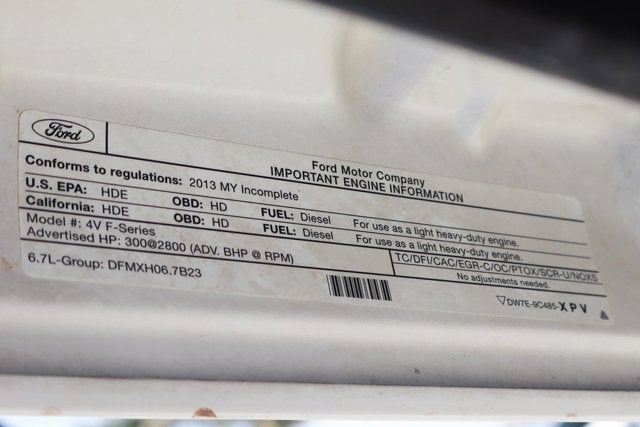 Ford
Ford Motor Company
IMPORTANT ENGINE INFORMATION
Conforms to regulations: 2013 MY Incomplete
U.S. EPA: HDE OBD: HD FUEL: Diesel For use as a light heavy-duty engine.
California: HDE OBD: HD FUEL: Diesel For use as a light heavy-duty engine.
Model #: 4V F-Series
Advertised HP: 300@2800 (ADV. BHP @ RPM)
TC/DFI/CAC/EGR-C/OC/PTOX/SCR-U/NOXS
No adjustments needed.
6.7L-Group: DFMXH06.7B23
DW7E-9C485-XPV